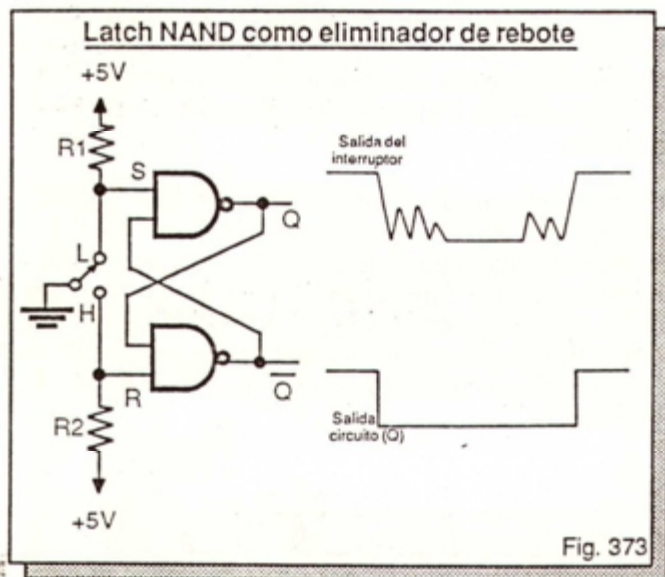 Latch NAND como eliminador de rebote
+5V
R1
S
Q
L
H
R
Q
R2
+5V
Salida del
interruptor
Salida
circuito (Q)
Fig. 373